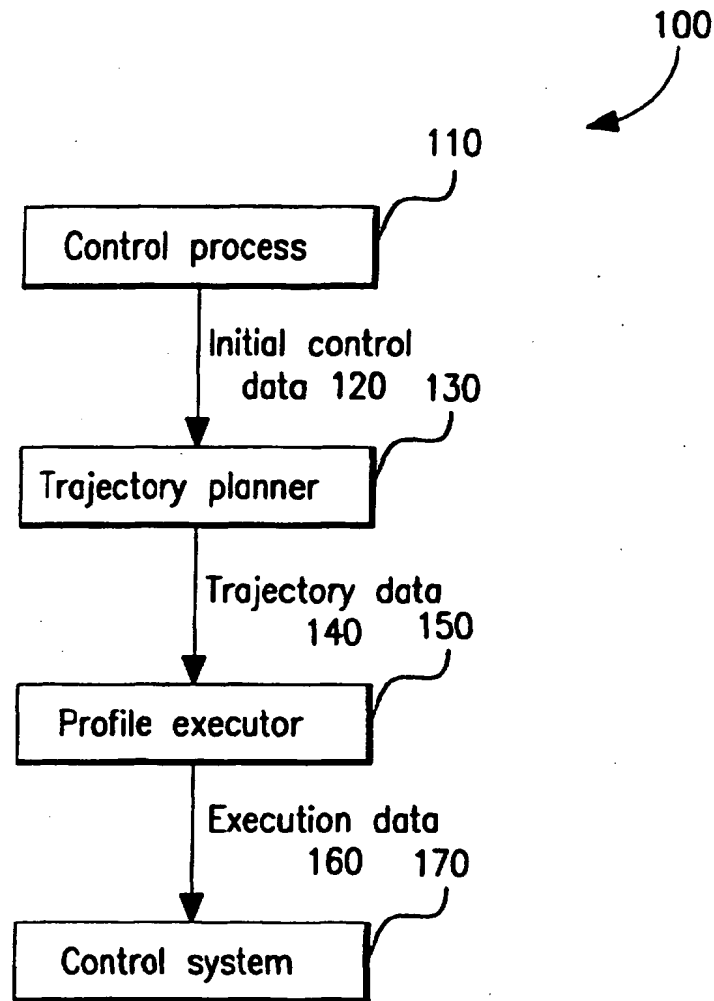 100
110
Control process
Initial control
data 120
130
Trajectory planner
Trajectory data
140
150
Profile executor
Execution data
160
170
Control system